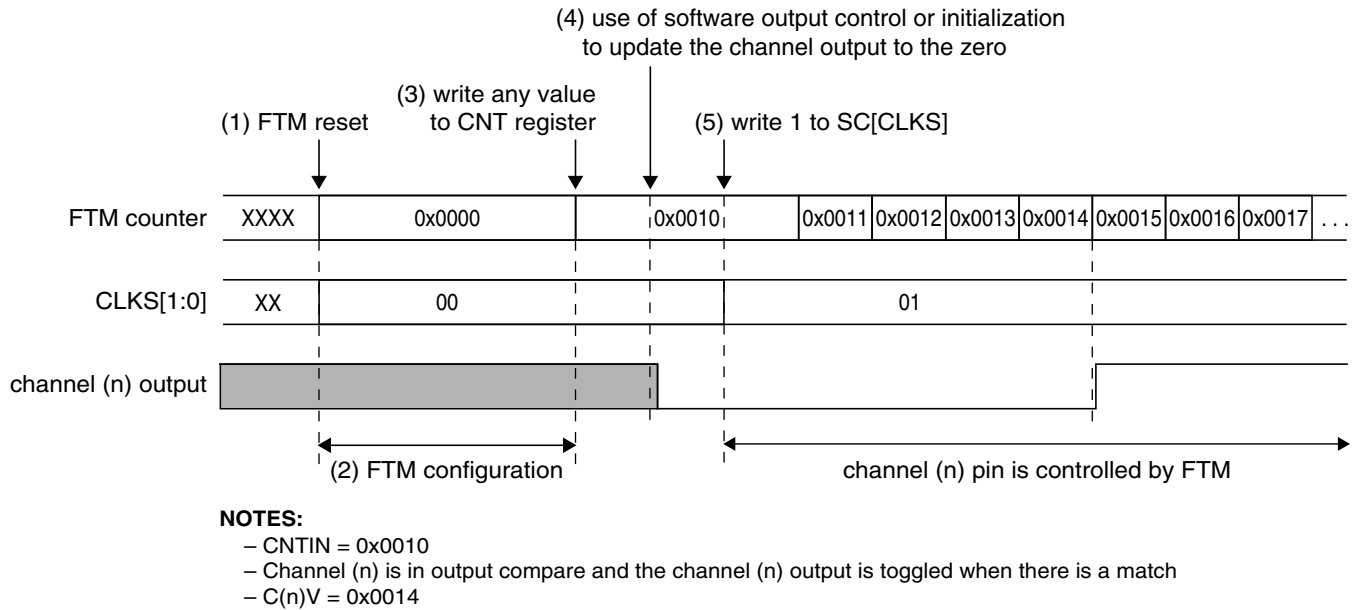 (4) use of software output control or initialization
to update the channel output to the zero
(3) write any value
to CNT register
(1) FTM reset
(5) write 1 to SC[CLKS]
FTM counter XXXX 0x0000 0x0010 0x0011 0x0012 0x0013 0x0014 0x0015 0x0016 0x0017 . . .
CLKS[1:0] XX 00 01
channel (n) output
(2) FTM configuration
channel (n) pin is controlled by FTM
NOTES:
– CNTIN = 0x0010
– Channel (n) is in output compare and the channel (n) output is toggled when there is a match
– C(n)V = 0x0014